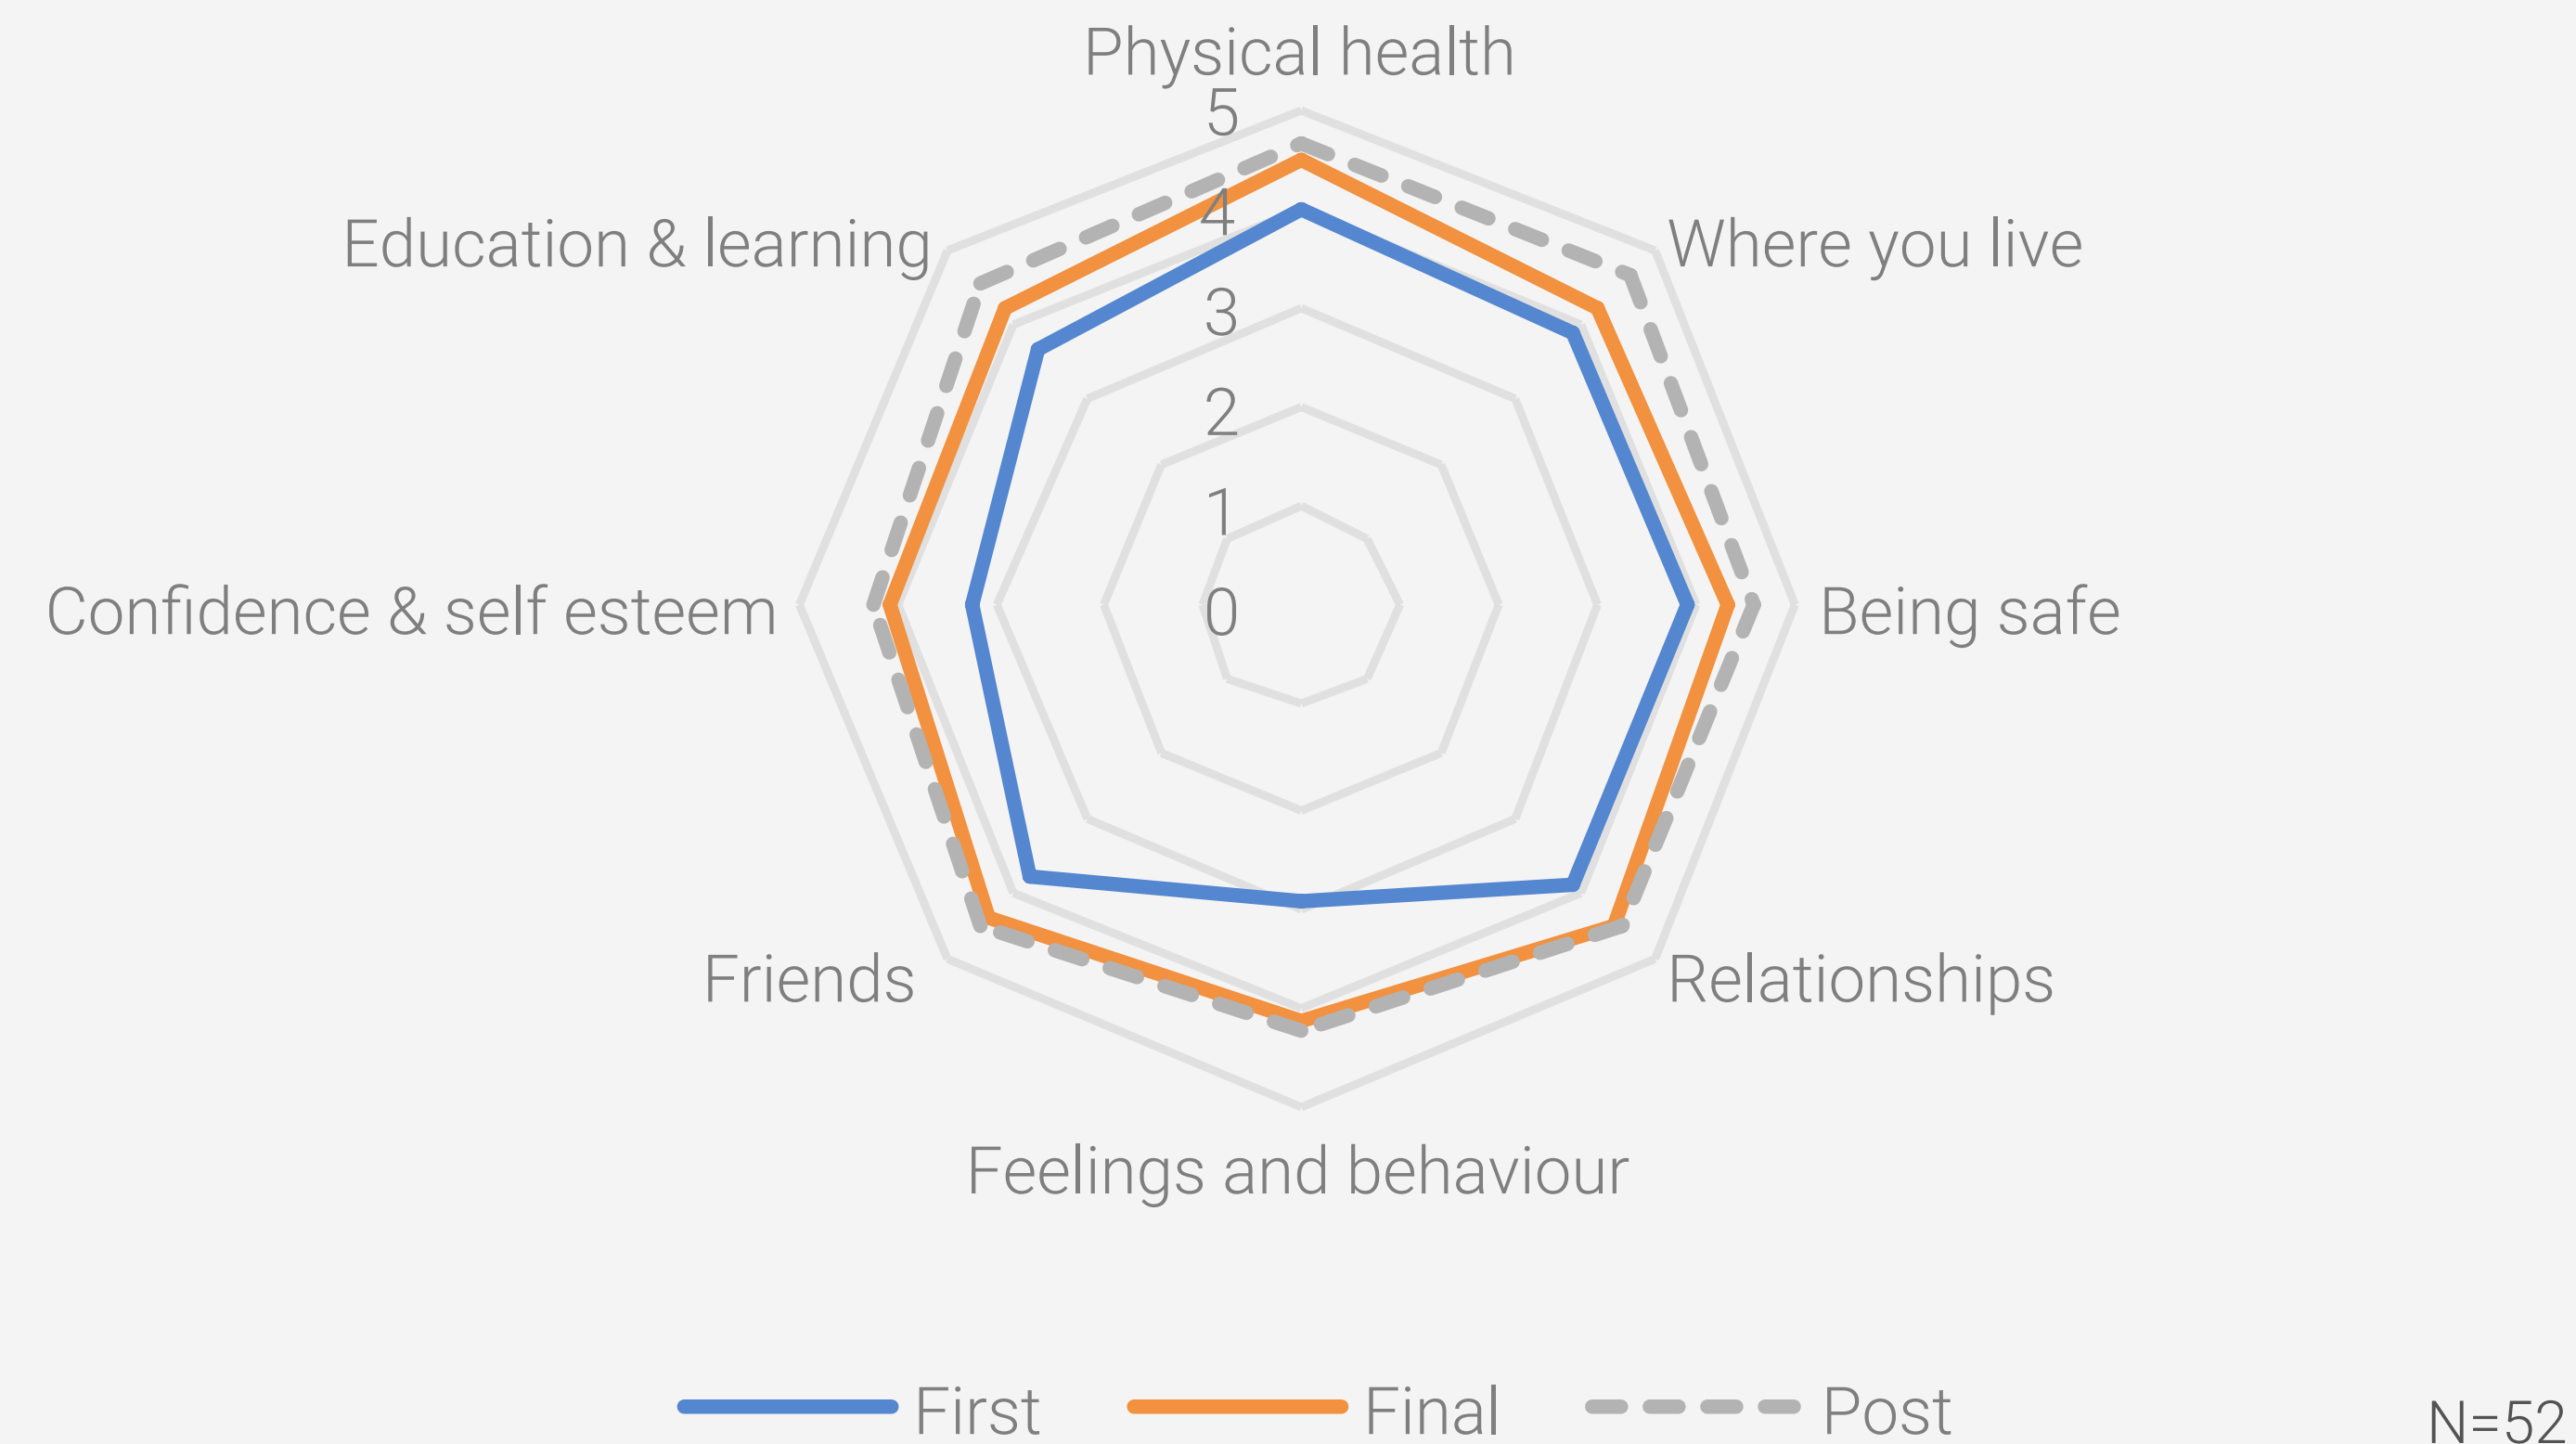 Physical health
5
Education & learning
Where you live
4
3
2
1
Confidence & self esteem
0
Being safe
Friends
Relationships
Feelings and behaviour
First
Final
Post
N=52